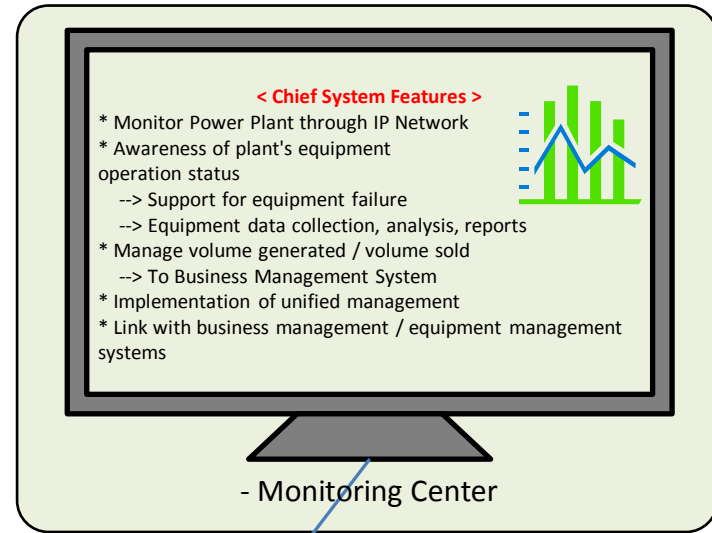 < Chief System Features >
* Monitor Power Plant through IP Network
* Awareness of plant's equipment
operation status
--> Support for equipment failure
--> Equipment data collection, analysis, reports
* Manage volume generated / volume sold
--> To Business Management System
* Implementation of unified management
* Link with business management / equipment management
systems
- Monitoring Center